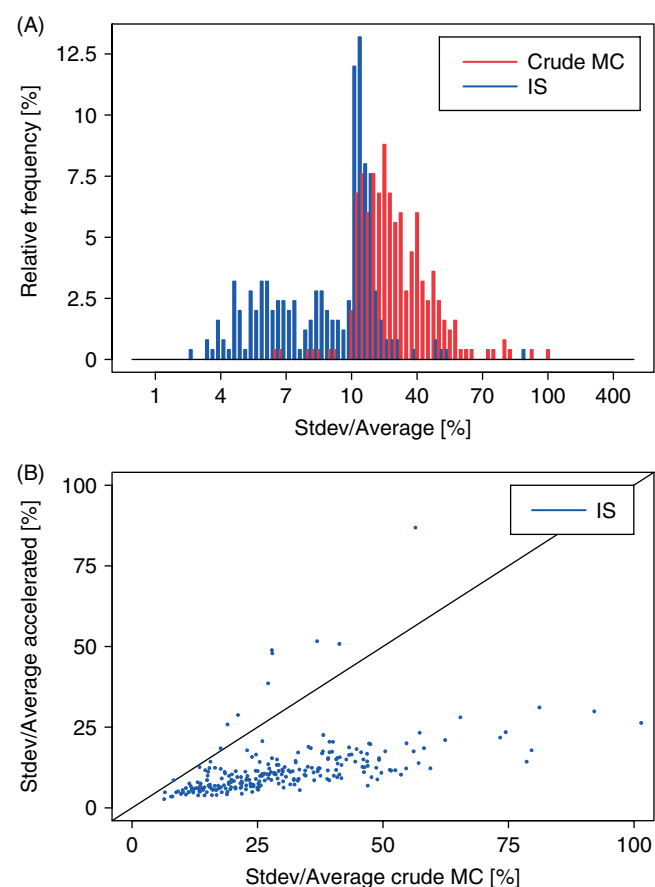 (A)
12.5
10.0
7.5
5
2.5
0
Relative frequency [%]
Crude MC
IS
1 4 7 10 40 70 100 400
Stdev/Average [%]
(B)
100
75
50
25
0
Stdev/Average accelerated [%]
IS
0 25 50 75 100
Stdev/Average crude MC [%]